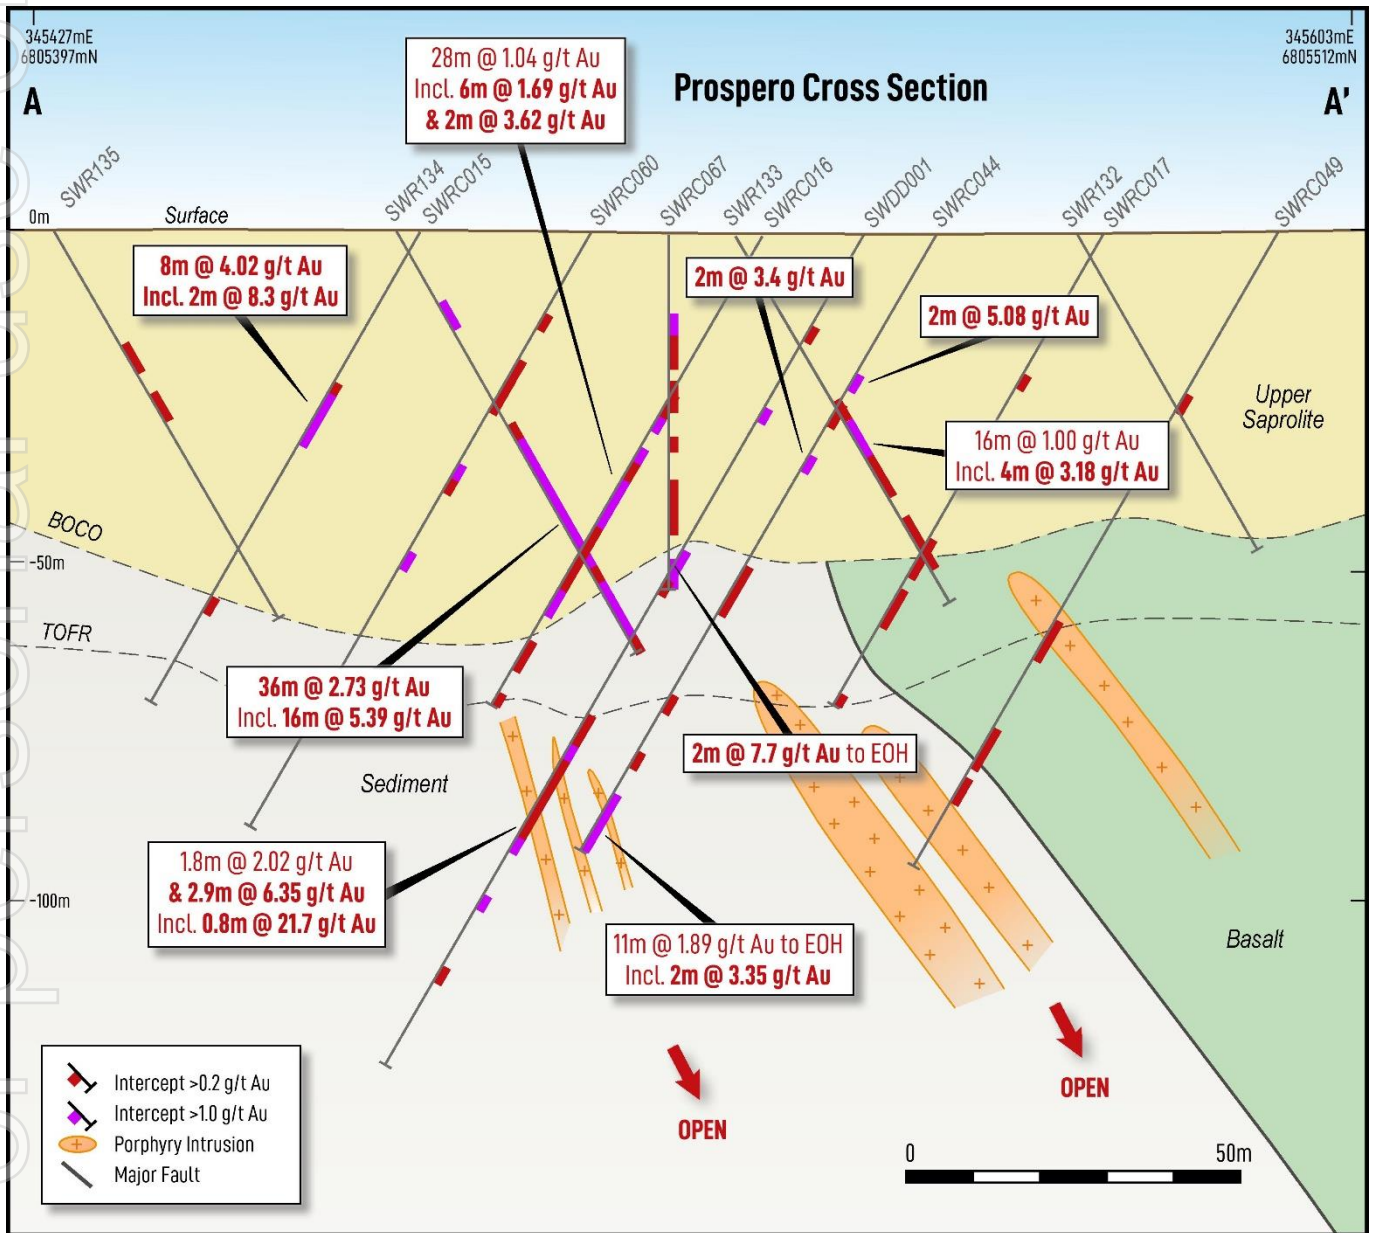 345427mE
6805397mN
345603mE
6805512mN
A
Prospero Cross Section
A'
28m @ 1.04 g/t Au
Incl. 6m @ 1.69 g/t Au
& 2m @ 3.62 g/t Au
SWR135
SWR134
SWRC015
SWRC060
SWRC067
SWR133
SWRC016
SWDD001
SWRC044
SWR132
SWRC017
SWRC049
0m
Surface
8m @ 4.02 g/t Au
Incl. 2m @ 8.3 g/t Au
2m @ 3.4 g/t Au
2m @ 5.08 g/t Au
Upper
Saprolite
16m @ 1.00 g/t Au
Incl. 4m @ 3.18 g/t Au
BOCO
-50m
TOFR
36m @ 2.73 g/t Au
Incl. 16m @ 5.39 g/t Au
2m @ 7.7 g/t Au to EOH
Sediment
1.8m @ 2.02 g/t Au
& 2.9m @ 6.35 g/t Au
Incl. 0.8m @ 21.7 g/t Au
-100m
11m @ 1.89 g/t Au to EOH
Incl. 2m @ 3.35 g/t Au
Basalt
Intercept >0.2 g/t Au
Intercept >1.0 g/t Au
Porphyry Intrusion
Major Fault
OPEN
OPEN
0
50m